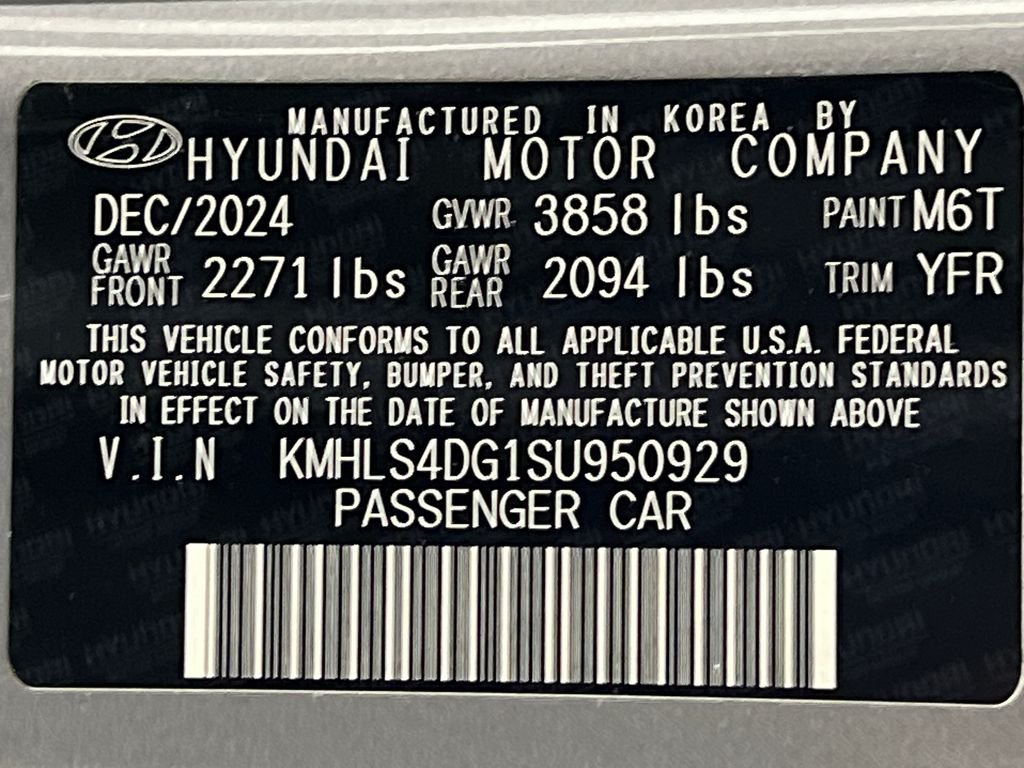 MANUFACTURED IN KOREA BY
HYUNDAI MOTOR COMPANY
DEC/2024 GVWR 3858 lbs PAINT M6T
GAWR FRONT 2271 lbs GAWR REAR 2094 lbs TRIM YFR
THIS VEHICLE CONFORMS TO ALL APPLICABLE U.S.A. FEDERAL
MOTOR VEHICLE SAFETY, BUMPER, AND THEFT PREVENTION STANDARDS
IN EFFECT ON THE DATE OF MANUFACTURE SHOWN ABOVE
V.I.N KMHLS4DG1SU950929
PASSENGER CAR